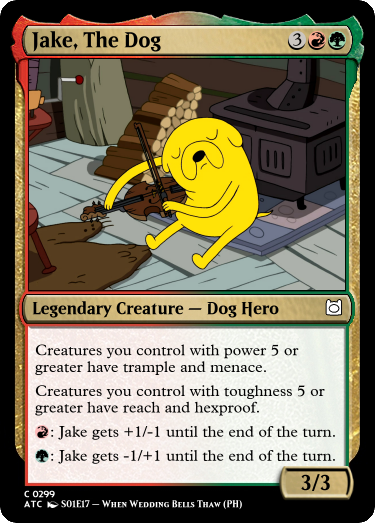 Jake, The Dog 3
Legendary Creature — Dog Hero
Creatures you control with power 5 or
greater have trample and menace.
Creatures you control with toughness 5 or
greater have reach and hexproof.
: Jake gets +1/-1 until the end of the turn.
: Jake gets -1/+1 until the end of the turn.
3/3
C 0299
ATC S01E17 — When Wedding Bells Thaw (PH)